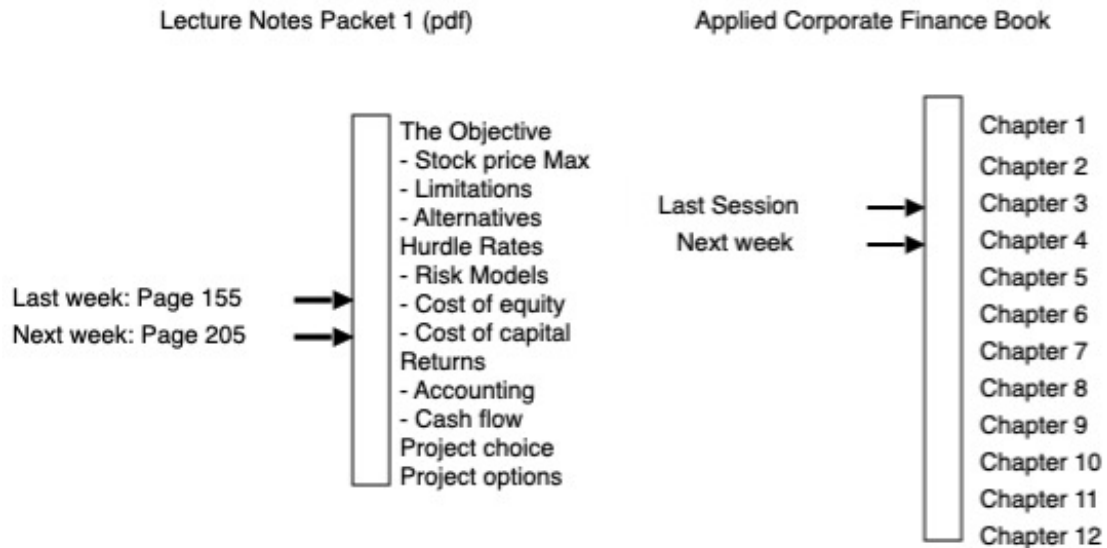 Lecture Notes Packet 1 (pdf)
Applied Corporate Finance Book
The Objective
- Stock price Max
- Limitations
- Alternatives
Hurdle Rates
- Risk Models
- Cost of equity
- Cost of capital
Returns
- Accounting
- Cash flow
Project choice
Project options
Last week: Page 155
Next week: Page 205
Last Session
Next week
Chapter 1
Chapter 2
Chapter 3
Chapter 4
Chapter 5
Chapter 6
Chapter 7
Chapter 8
Chapter 9
Chapter 10
Chapter 11
Chapter 12